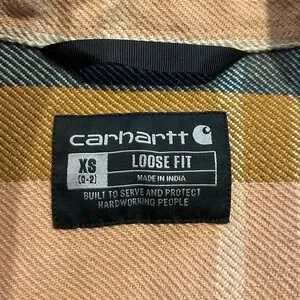 carhartt
XS
(0-2)
LOOSE FIT
MADE IN INDIA
BUILT TO SERVE AND PROTECT
HARDWORKING PEOPLE